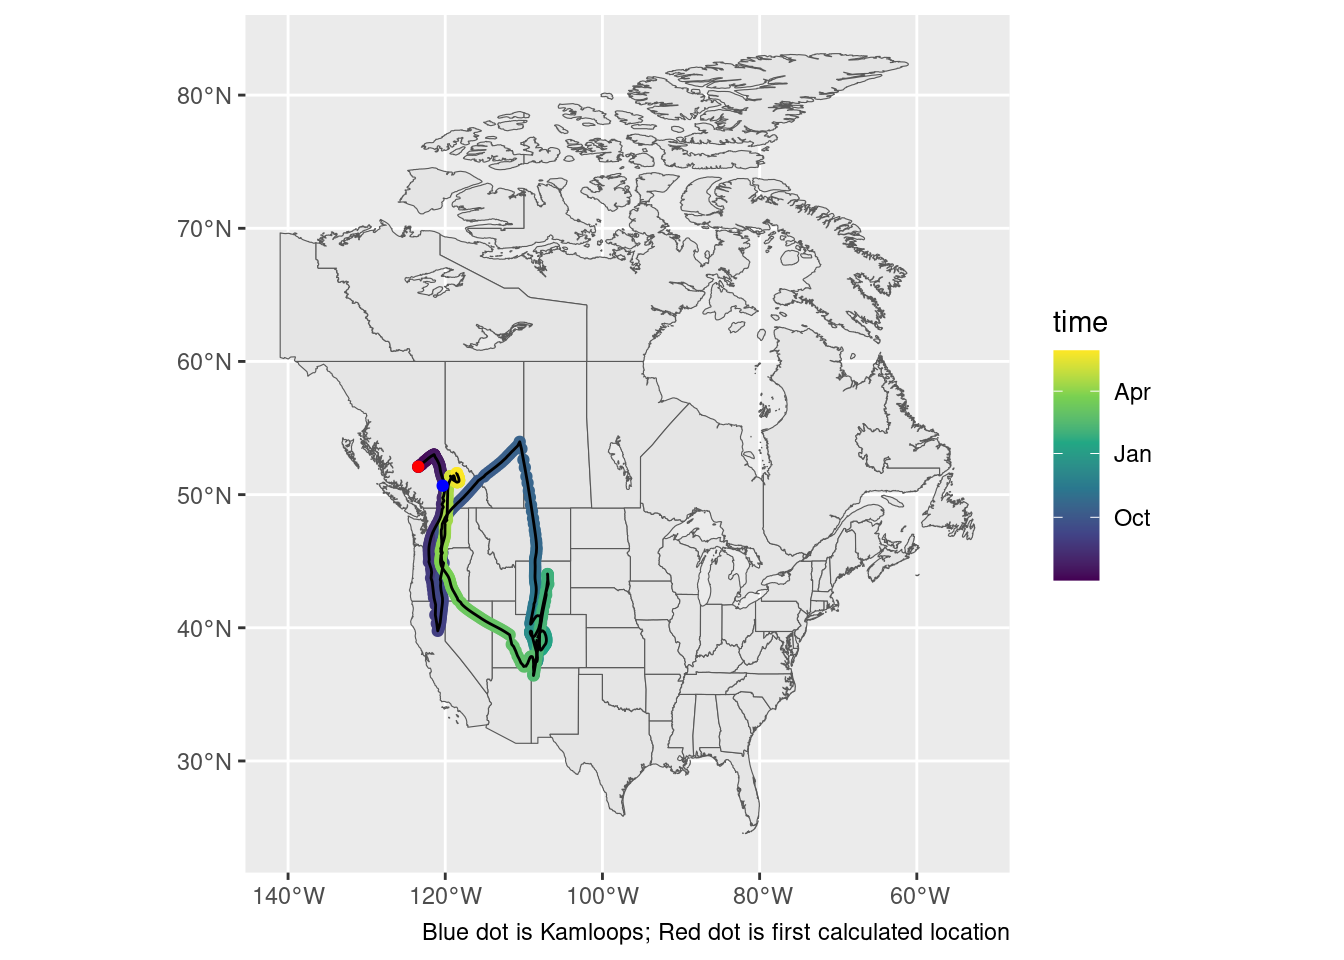 80°N
70°N
60°N
50°N
40°N
30°N
140°W 120°W 100°W 80°W 60°W
time
Apr
Jan
Oct
Blue dot is Kamloops; Red dot is first calculated location